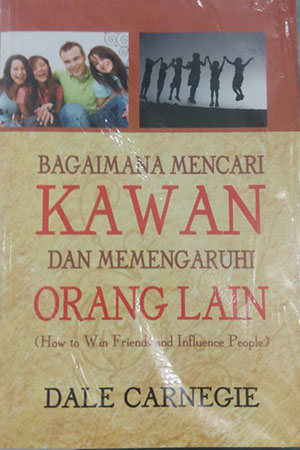 BAGAIMANA MENCARI
KAWAN
DAN MEMENGARUHI
ORANG LAIN
(How to Win Friends and Influence People)
DALE CARNEGIE